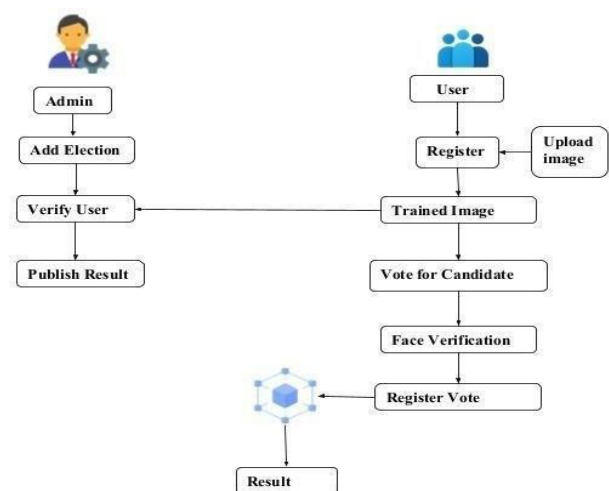 Admin
Add Election
Verify User
Publish Result
User
Register
Upload
image
Trained Image
Vote for Candidate
Face Verification
Register Vote
Result